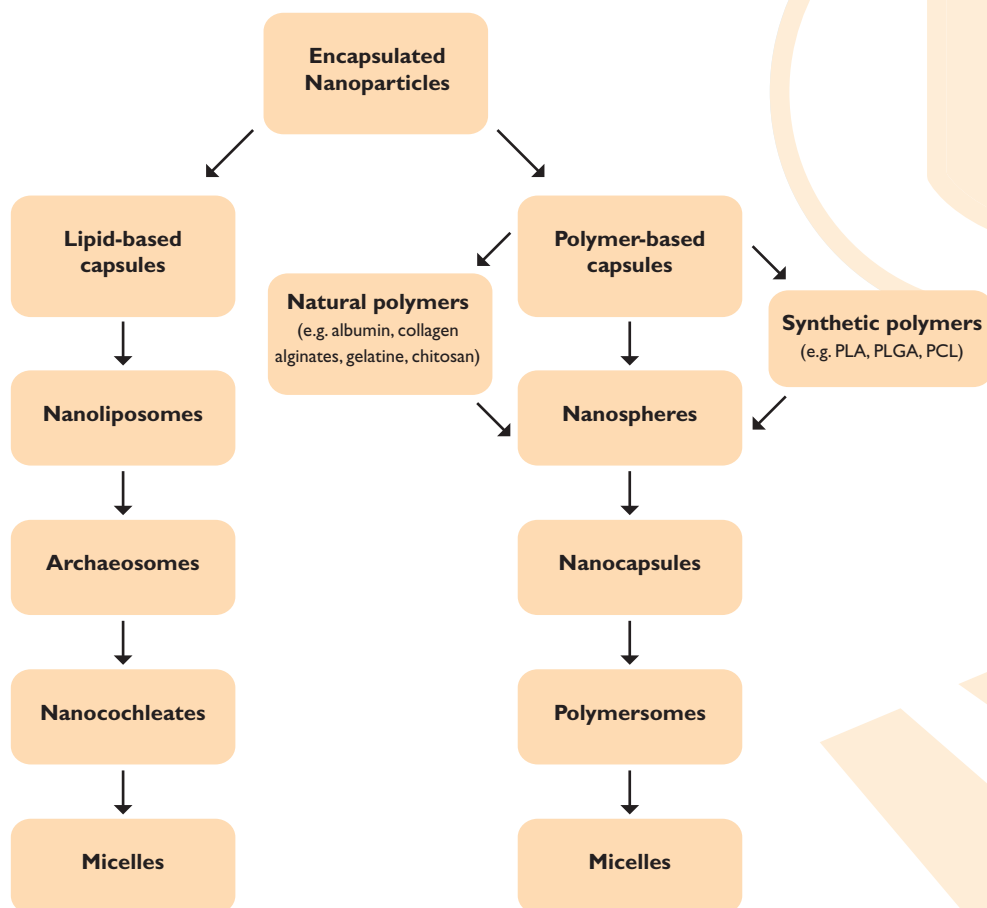 Encapsulated
Nanoparticles
Lipid-based
capsules
Polymer-based
capsules
Natural polymers
(e.g. albumin, collagen
alginates, gelatine, chitosan)
Synthetic polymers
(e.g. PLA, PLGA, PCL)
Nanoliposomes
Nanospheres
Archaeosomes
Nanocapsules
Nanocochleates
Polymersomes
Micelles
Micelles